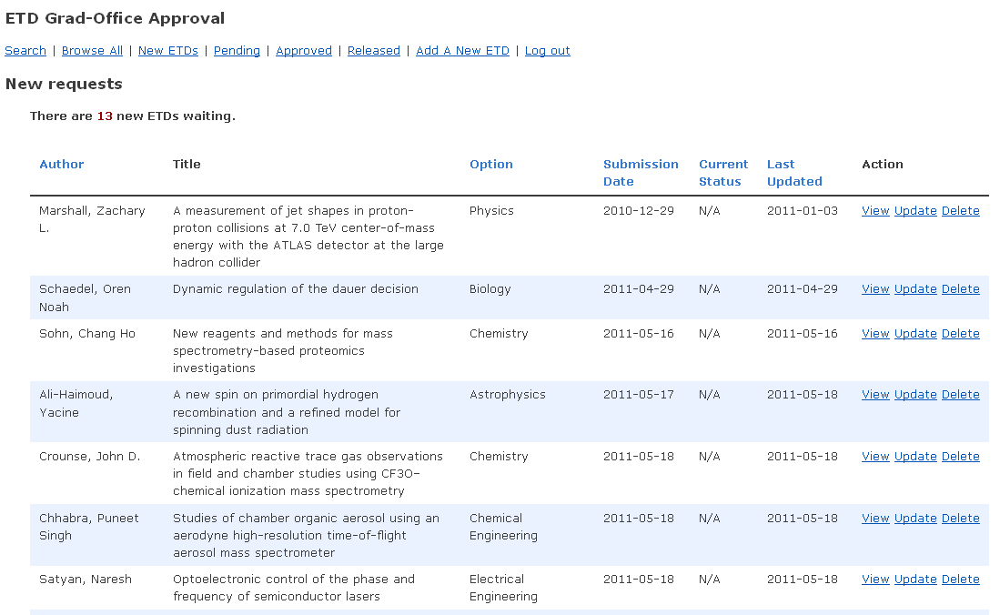 ETD Grad-Office Approval
Search | Browse All | New ETDs | Pending | Approved | Released | Add A New ETD | Log out
New requests
There are 13 new ETDs waiting.
Author Title Option Submission Date Current Status Last Updated Action
Marshall, Zachary L. A measurement of jet shapes in proton-proton collisions at 7.0 TeV center-of-mass energy with the ATLAS detector at the large hadron collider Physics 2010-12-29 N/A 2011-01-03 View Update Delete
Schaedel, Oren Noah Dynamic regulation of the dauer decision Biology 2011-04-29 N/A 2011-04-29 View Update Delete
Sohn, Chang Ho New reagents and methods for mass spectrometry-based proteomics investigations Chemistry 2011-05-16 N/A 2011-05-16 View Update Delete
Ali-Haimoud, Yacine A new spin on primordial hydrogen recombination and a refined model for spinning dust radiation Astrophysics 2011-05-17 N/A 2011-05-18 View Update Delete
Crounse, John D. Atmospheric reactive trace gas observations in field and chamber studies using CF3O- chemical ionization mass spectrometry Chemistry 2011-05-18 N/A 2011-05-18 View Update Delete
Chhabra, Puneet Singh Studies of chamber organic aerosol using an aerodyne high-resolution time-of-flight aerosol mass spectrometer Chemical Engineering 2011-05-18 N/A 2011-05-18 View Update Delete
Satyan, Naresh Optoelectronic control of the phase and frequency of semiconductor lasers Electrical Engineering 2011-05-18 N/A 2011-05-18 View Update Delete